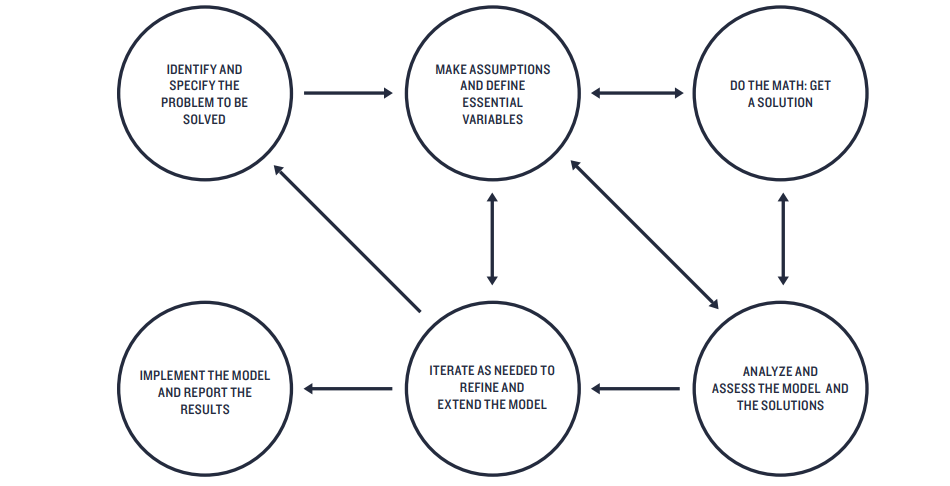 IDENTIFY AND
SPECIFY THE
PROBLEM TO BE
SOLVED
MAKE ASSUMPTIONS
AND DEFINE
ESSENTIAL
VARIABLES
DO THE MATH: GET
A SOLUTION
IMPLEMENT THE MODEL
AND REPORT THE
RESULTS
ITERATE AS NEEDED TO
REFINE AND
EXTEND THE MODEL
ANALYZE AND
ASSESS THE MODEL AND
THE SOLUTIONS